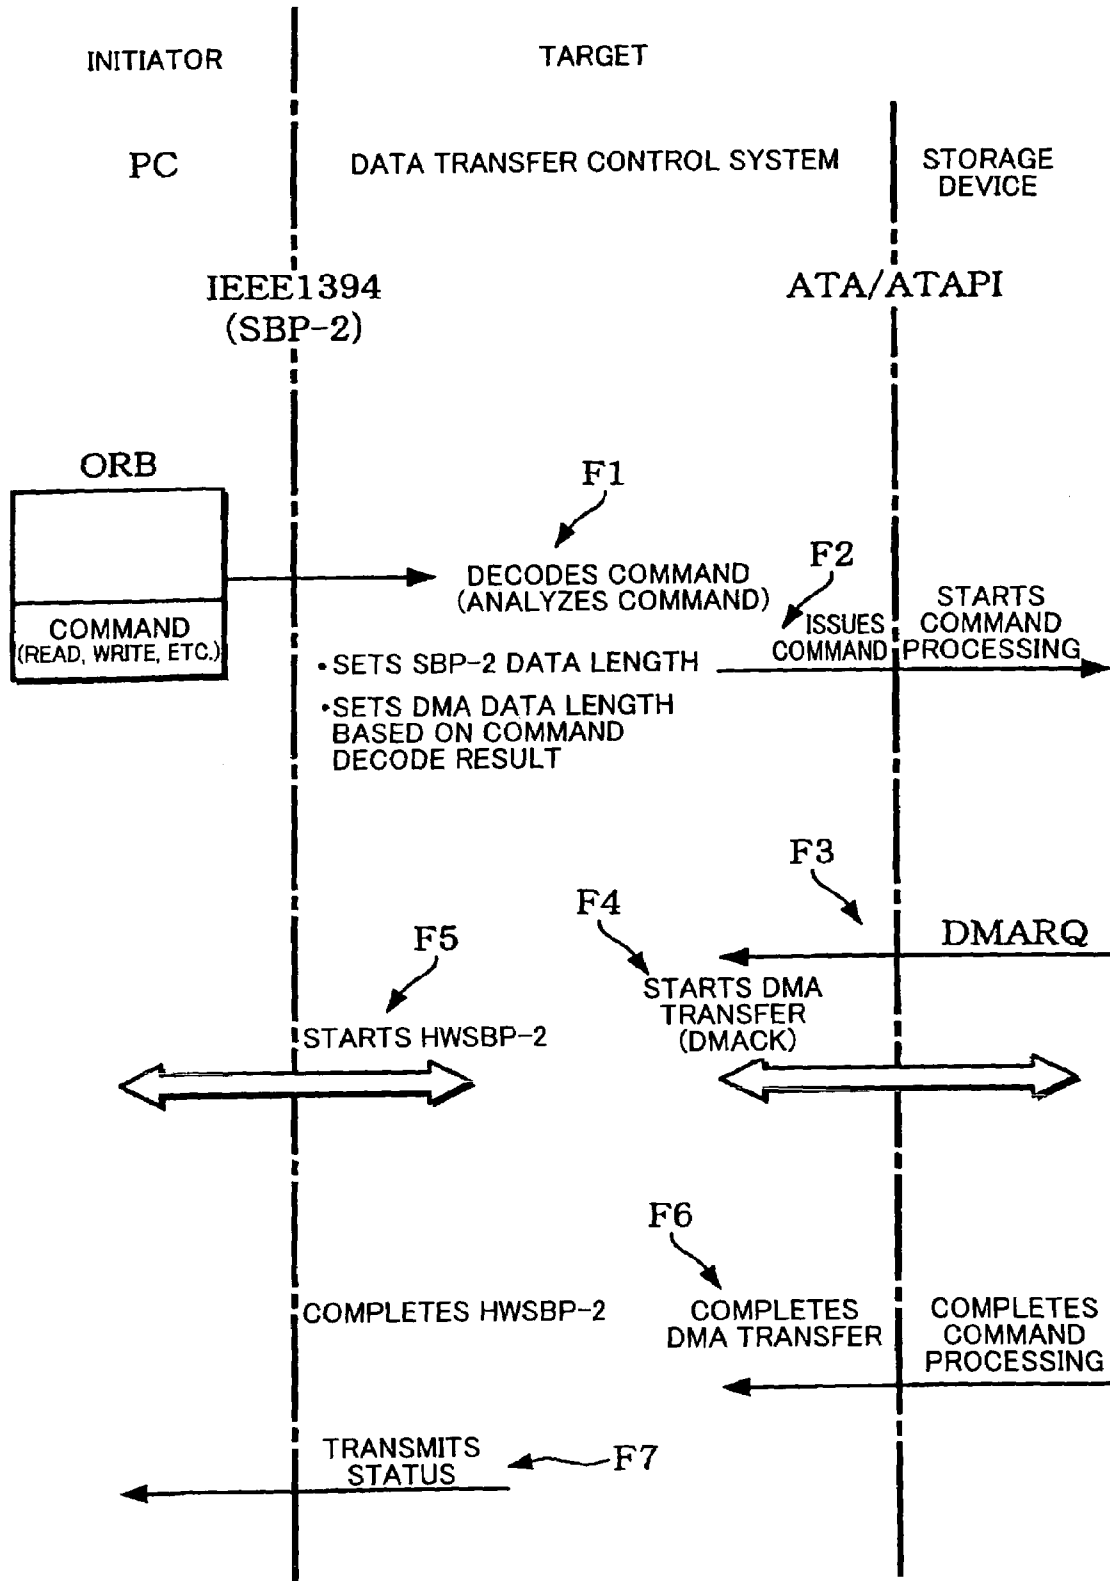 INITIATOR
TARGET
PC
DATA TRANSFER CONTROL SYSTEM
STORAGE
DEVICE
IEEE1394
(SBP-2)
ATA/ATAPI
ORB
F1
DECODES COMMAND
(ANALYZES COMMAND)
F2
COMMAND
(READ, WRITE, ETC.)
ISSUES
COMMAND
STARTS
COMMAND
PROCESSING
•SETS SBP-2 DATA LENGTH
•SETS DMA DATA LENGTH
BASED ON COMMAND
DECODE RESULT
F3
DMARQ
F4
STARTS DMA
TRANSFER
(DMACK)
F5
STARTS HWSBP-2
F6
COMPLETES HWSBP-2
COMPLETES
DMA TRANSFER
COMPLETES
COMMAND
PROCESSING
TRANSMITS
STATUS
F7